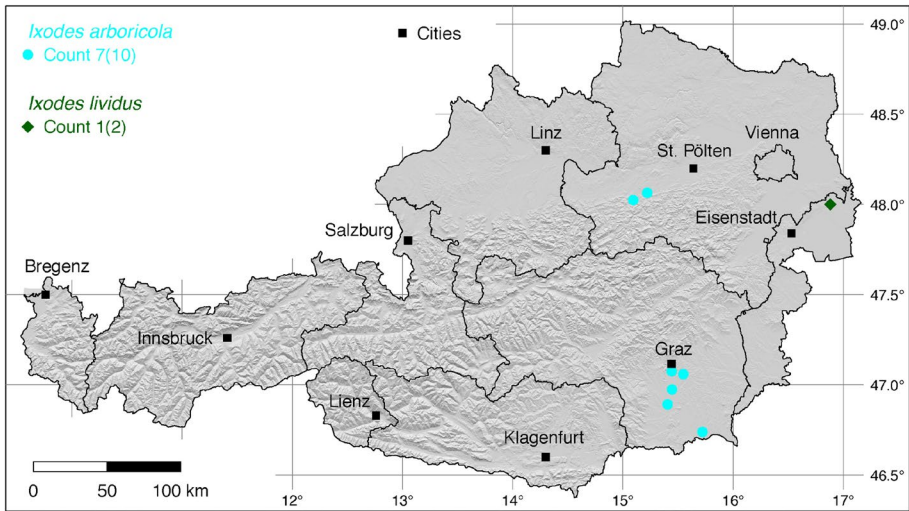 Ixodes arboricola
Count 7(10)
Ixodes lividus
Count 1(2)
Cities
49.0°
48.5°
48.0°
47.5°
47.0°
46.5°
Linz
Vienna
St. Pölten
Eisenstadt
Salzburg
Bregenz
Innsbruck
Graz
Lienz
Klagenfurt
0 50 100 km
12° 13° 14° 15° 16° 17°